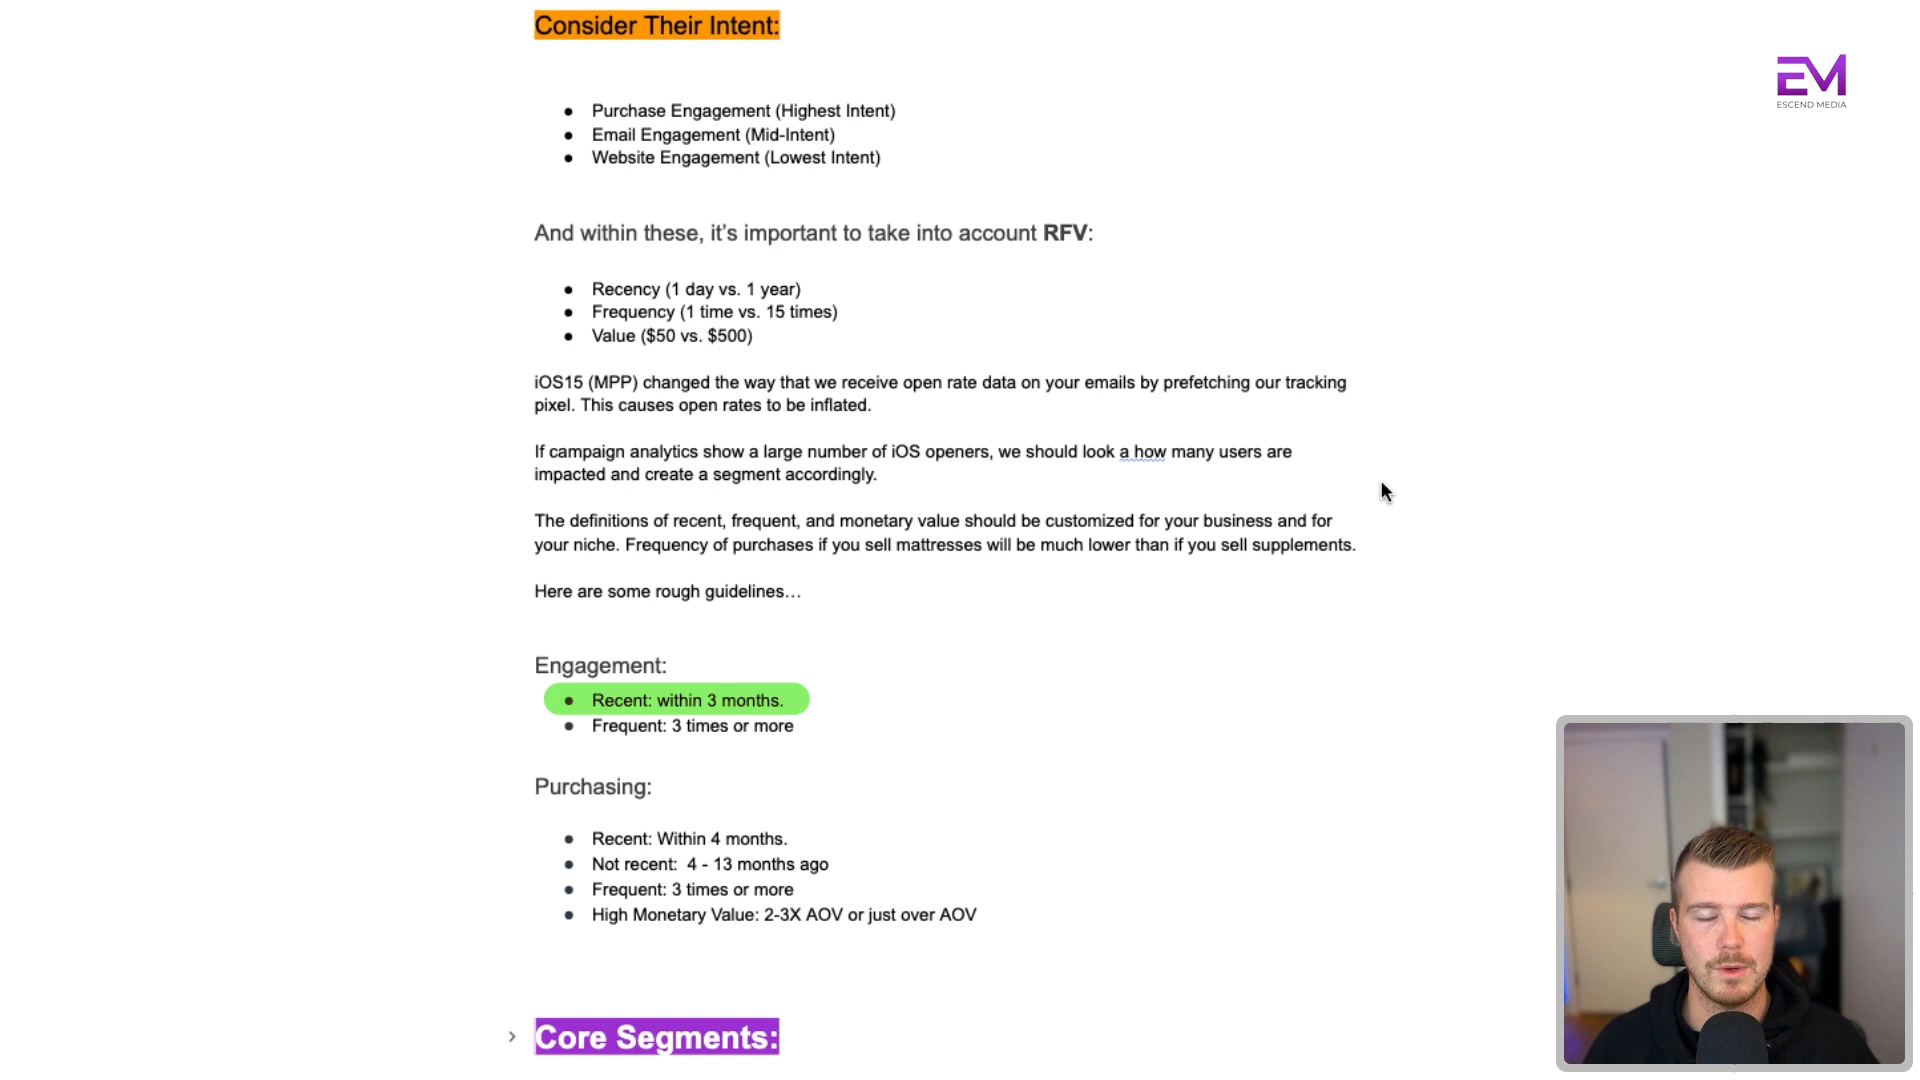 Consider Their Intent:
EM
ESCEND MEDIA
● Purchase Engagement (Highest Intent)
● Email Engagement (Mid-Intent)
● Website Engagement (Lowest Intent)
And within these, it’s important to take into account RFV:
● Recency (1 day vs. 1 year)
● Frequency (1 time vs. 15 times)
● Value ($50 vs. $500)
iOS15 (MPP) changed the way that we receive open rate data on your emails by prefetching our tracking
pixel. This causes open rates to be inflated.
If campaign analytics show a large number of iOS openers, we should look a how many users are
impacted and create a segment accordingly.
The definitions of recent, frequent, and monetary value should be customized for your business and for
your niche. Frequency of purchases if you sell mattresses will be much lower than if you sell supplements.
Here are some rough guidelines…
Engagement:
● Recent: within 3 months.
● Frequent: 3 times or more
Purchasing:
● Recent: Within 4 months.
● Not recent:  4 - 13 months ago
● Frequent: 3 times or more
● High Monetary Value: 2-3X AOV or just over AOV
Core Segments: